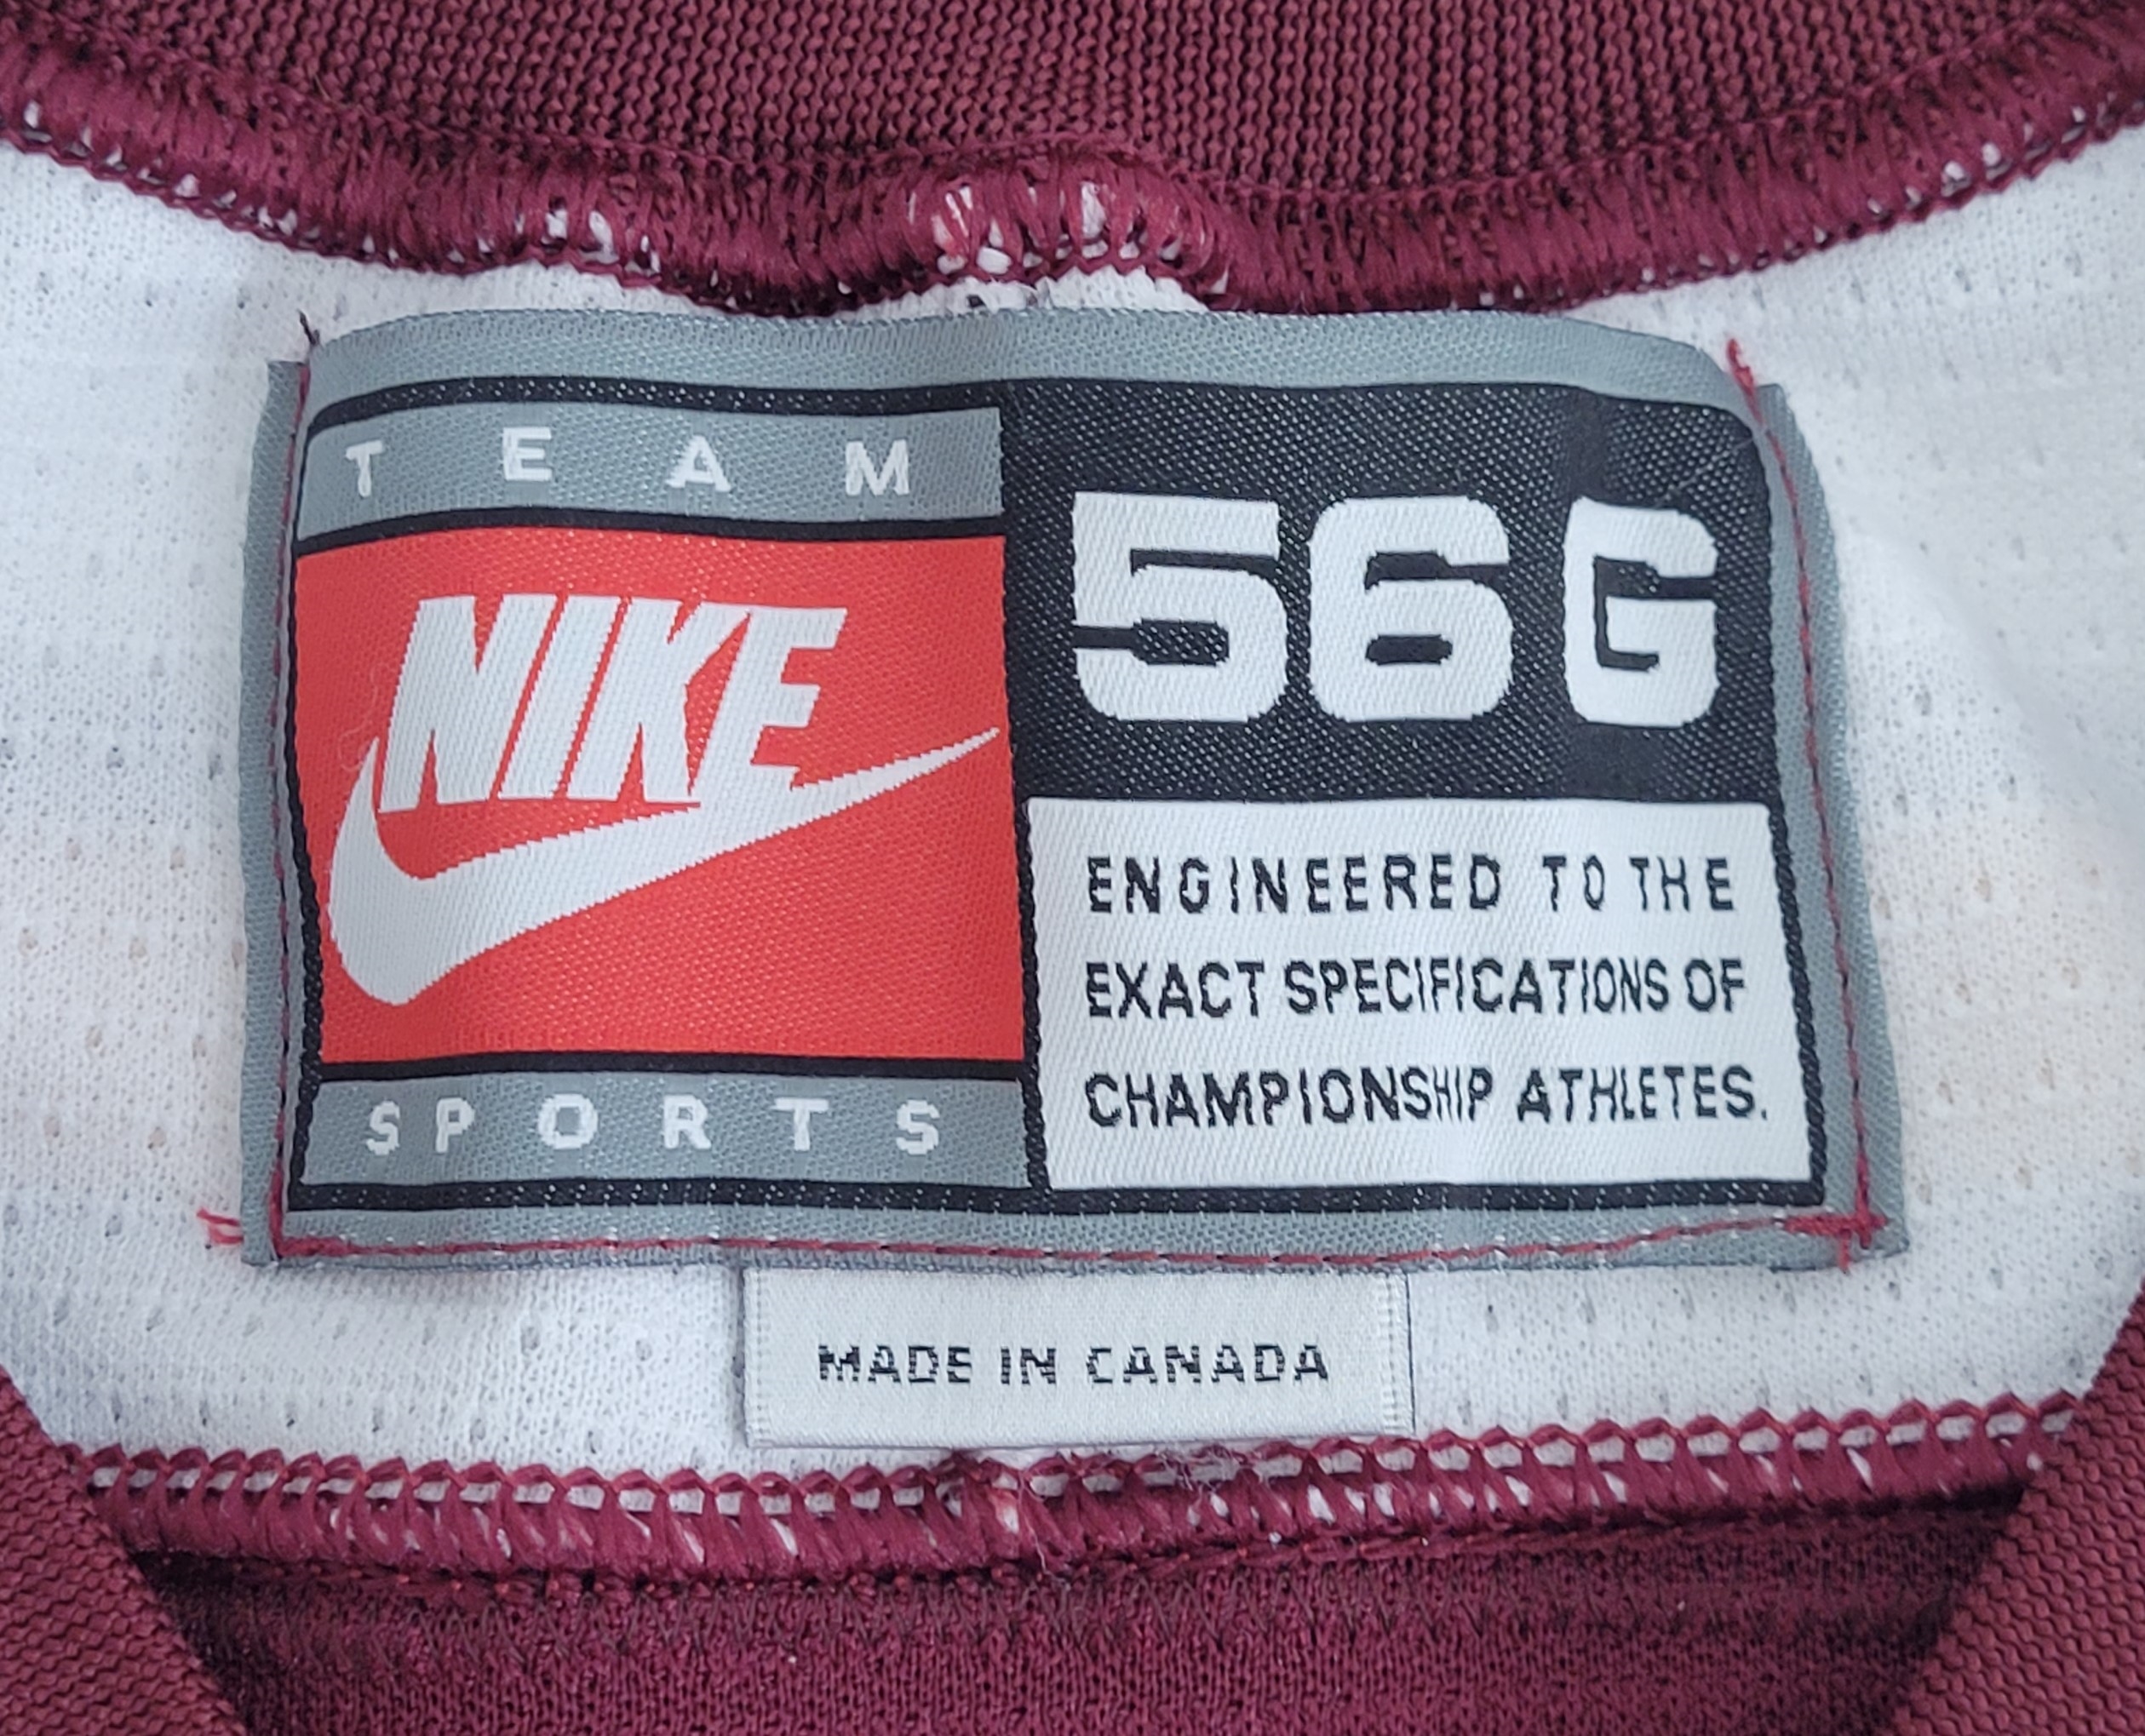 TEAM
NIKE
SPORTS
56G
ENGINEERED TO THE
EXACT SPECIFICATIONS OF
CHAMPIONSHIP ATHLETES.
MADE IN CANADA